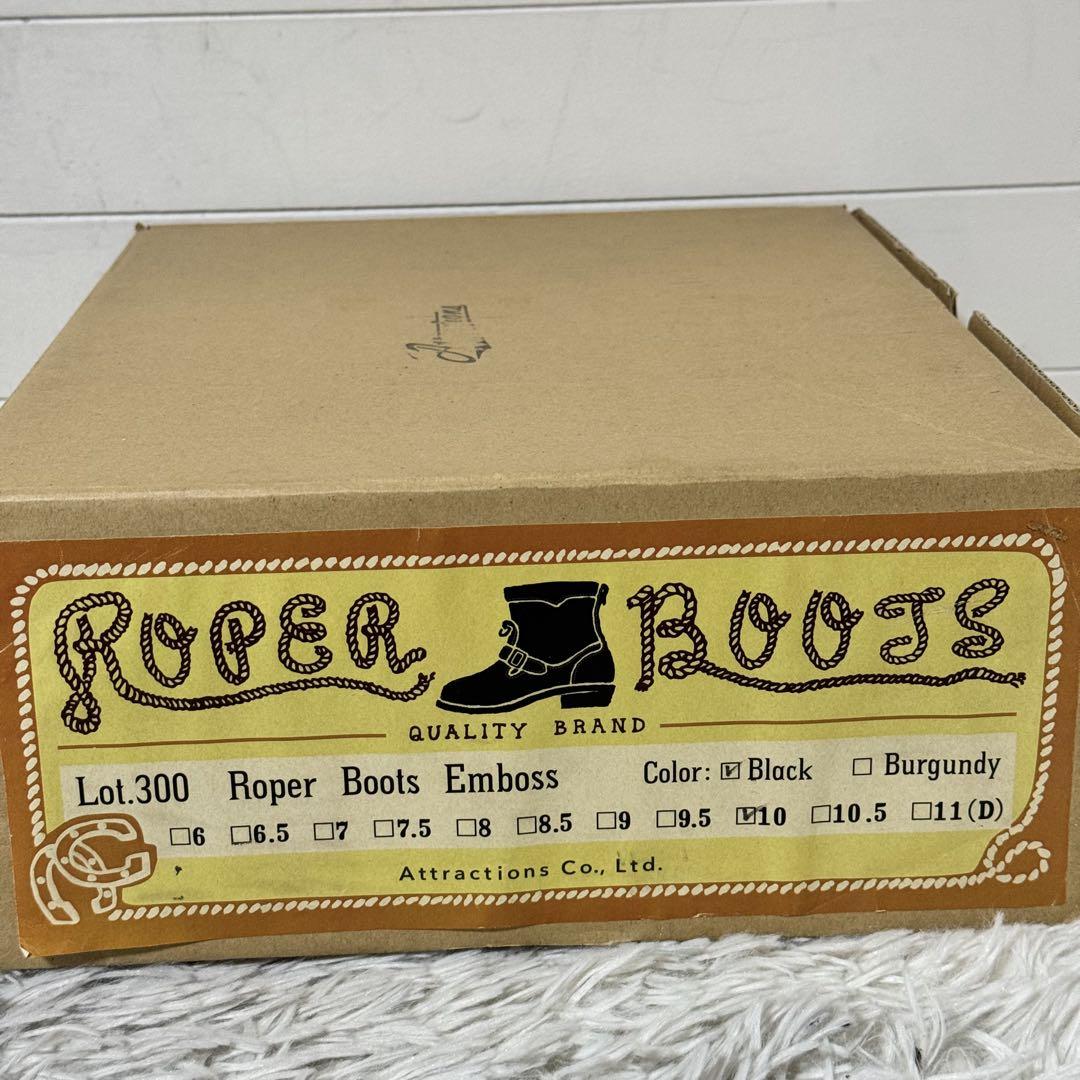 ROPER BOOTS
QUALITY BRAND
Lot.300 Roper Boots Emboss Color: ☑ Black ☐ Burgundy
☐6 ☐6.5 ☐7 ☐7.5 ☐8 ☐8.5 ☐9 ☐9.5 ☑10 ☐10.5 ☐11(D)
Attractions Co., Ltd.